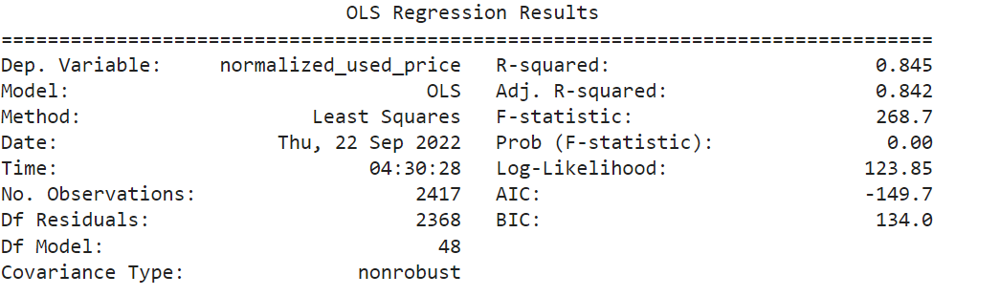 OLS Regression Results
==============================================================================
Dep. Variable:     normalized_used_price   R-squared:                       0.845
Model:                               OLS   Adj. R-squared:                  0.842
Method:                    Least Squares   F-statistic:                     268.7
Date:                   Thu, 22 Sep 2022   Prob (F-statistic):               0.00
Time:                           04:30:28   Log-Likelihood:                 123.85
No. Observations:                   2417   AIC:                            -149.7
Df Residuals:                       2368   BIC:                             134.0
Df Model:                             48
Covariance Type:               nonrobust